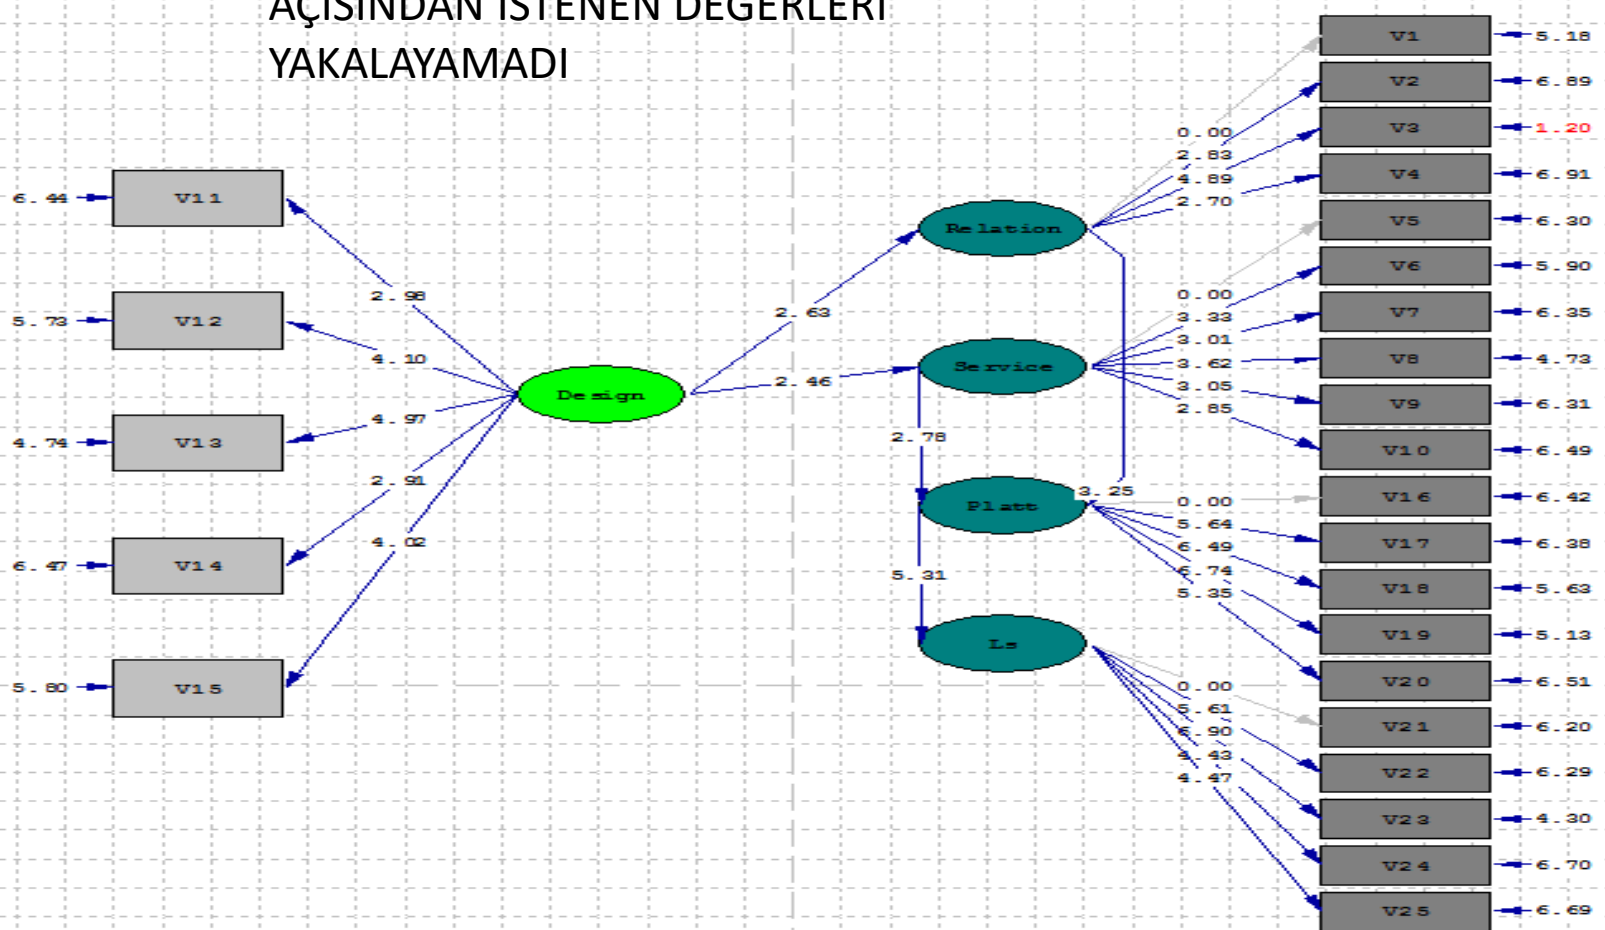 AÇISINDAN İSTENEN DEĞERLERİ
YAKALAYAMADI
V1 5.18
V2 6.89
V3 1.20
V4 6.91
V5 6.30
V6 5.90
V7 6.35
V8 4.73
V9 6.31
V10 6.49
V16 6.42
V17 6.38
V18 5.63
V19 5.13
V20 6.51
V21 6.20
V22 6.29
V23 4.30
V24 6.70
V25 6.69
0.00
2.83
4.89
2.70
0.00
3.33
3.01
3.62
3.05
2.85
0.00
5.64
6.49
6.74
5.35
0.00
5.61
6.90
4.43
4.47
Relation
Service
Platt
Ls
3.25
2.78
5.31
2.63
2.46
Design
2.98
4.10
4.97
2.91
4.02
6.44 V11
5.73 V12
4.74 V13
6.47 V14
5.80 V15